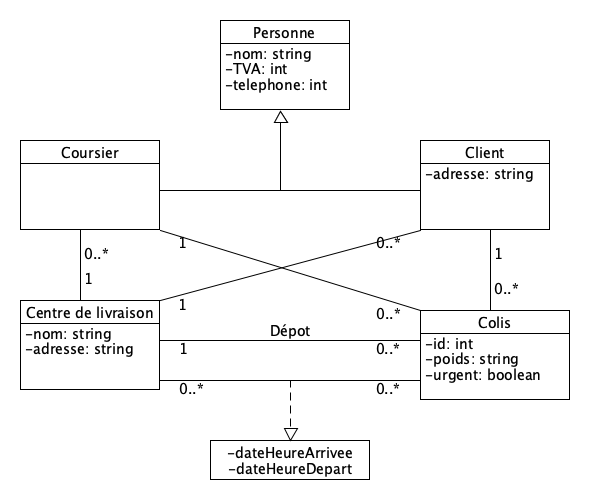 Personne
-nom: string
-TVA: int
-telephone: int
Coursier
Client
-adresse: string
1
0..*
0..*
1
1
0..*
1
0..*
Centre de livraison
-nom: string
-adresse: string
Colis
-id: int
-poids: string
-urgent: boolean
Dépot
1
0..*
0..*
0..*
-dateHeureArrivee
-dateHeureDepart